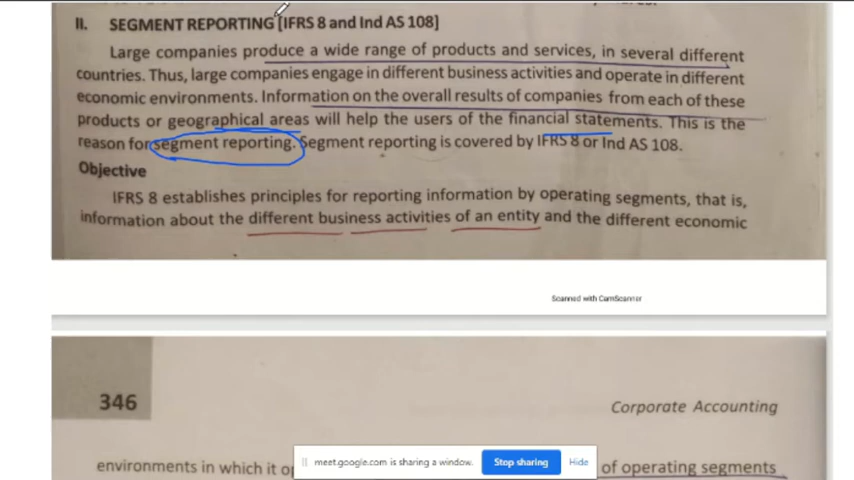 II. SEGMENT REPORTING [IFRS 8 and Ind AS 108]
Large companies produce a wide range of products and services, in several different
countries. Thus, large companies engage in different business activities and operate in different
economic environments. Information on the overall results of companies from each of these
products or geographical areas will help the users of the financial statements. This is the
reason for segment reporting. Segment reporting is covered by IFRS 8 or Ind AS 108.
Objective
IFRS 8 establishes principles for reporting information by operating segments, that is,
information about the different business activities of an entity and the different economic
Scanned with CamScanner
346
Corporate Accounting
environments in which it
of operating segments
meet.google.com is sharing a window.
Stop sharing
Hide